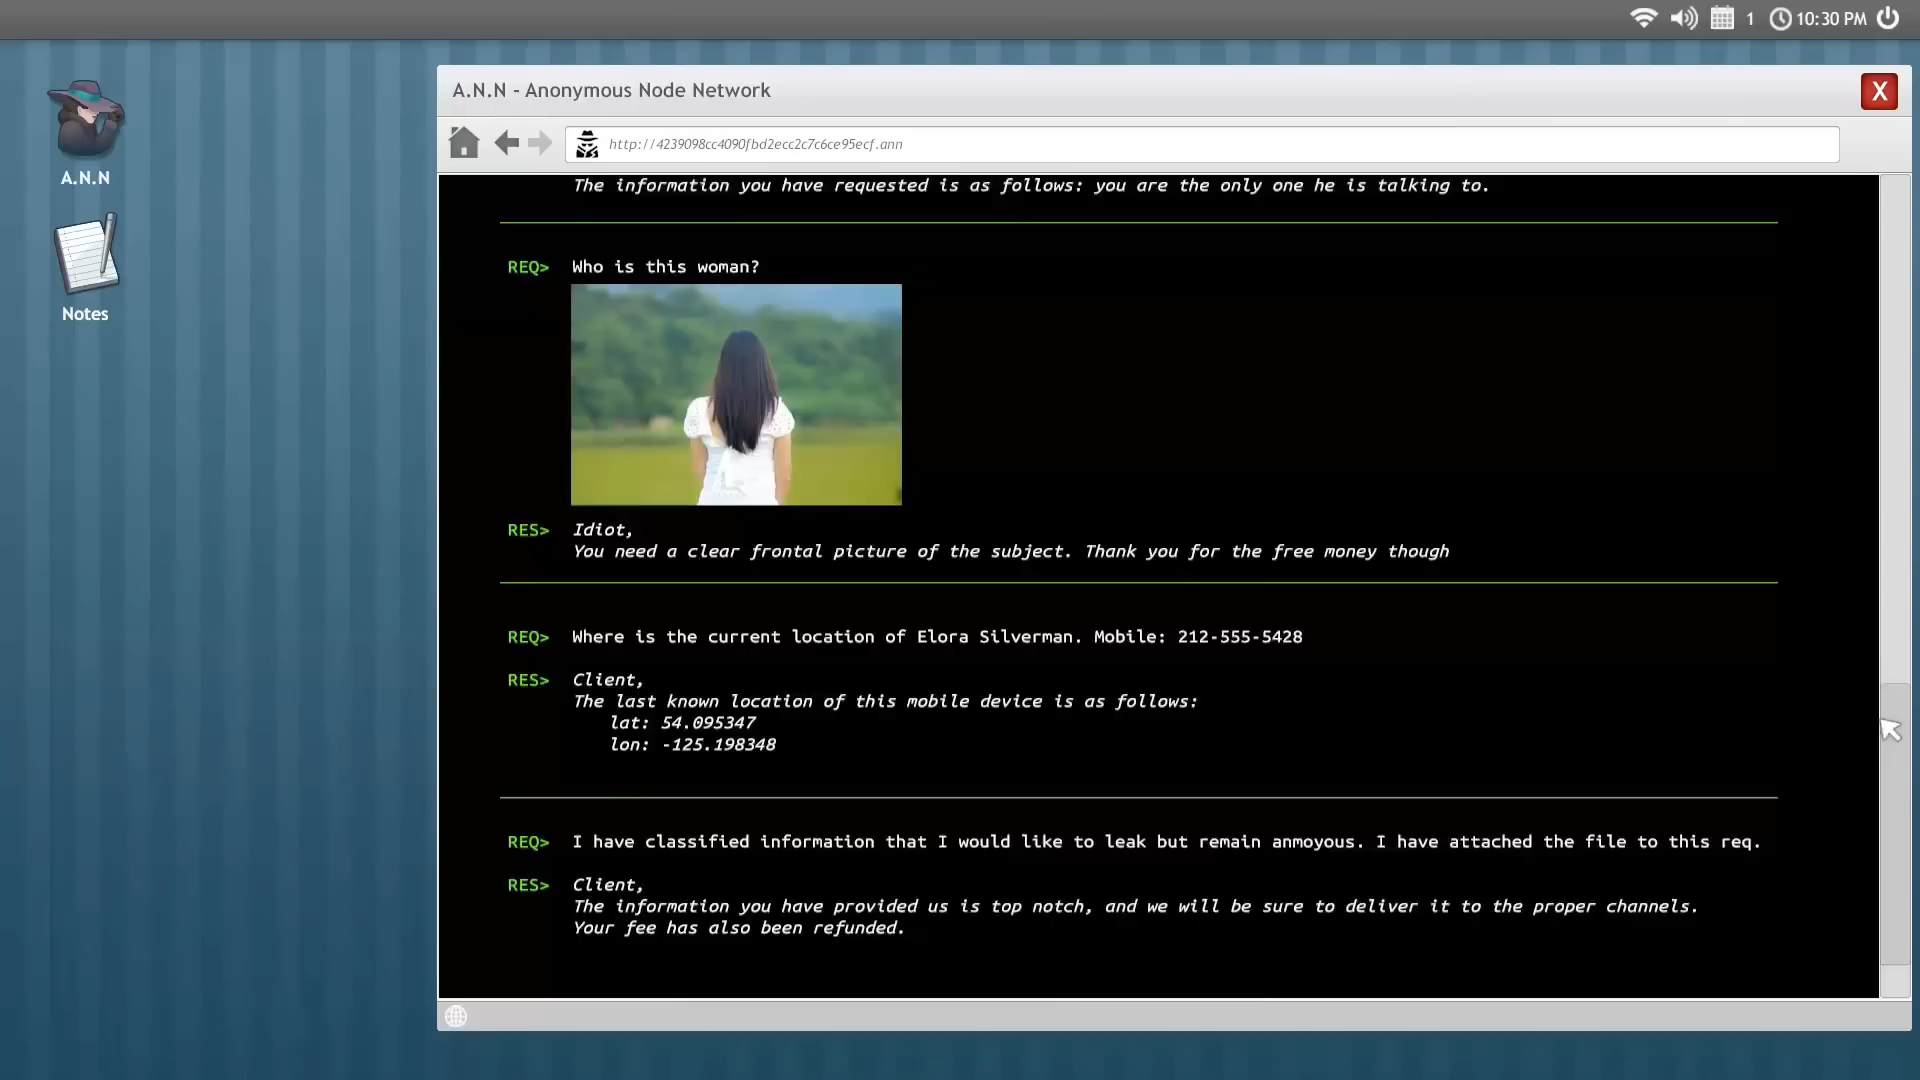 1 10:30 PM
A.N.N - Anonymous Node Network
X
http://4239098cc4090fbd2ecc2c7c6ce95ecf.ann
A.N.N
Notes
The information you have requested is as follows: you are the only one he is talking to.
REQ> Who is this woman?
RES> Idiot,
You need a clear frontal picture of the subject. Thank you for the free money though
REQ> Where is the current location of Elora Silverman. Mobile: 212-555-5428
RES> Client,
The last known location of this mobile device is as follows:
lat: 54.095347
lon: -125.198348
REQ> I have classified information that I would like to leak but remain anmoyous. I have attached the file to this req.
RES> Client,
The information you have provided us is top notch, and we will be sure to deliver it to the proper channels.
Your fee has also been refunded.